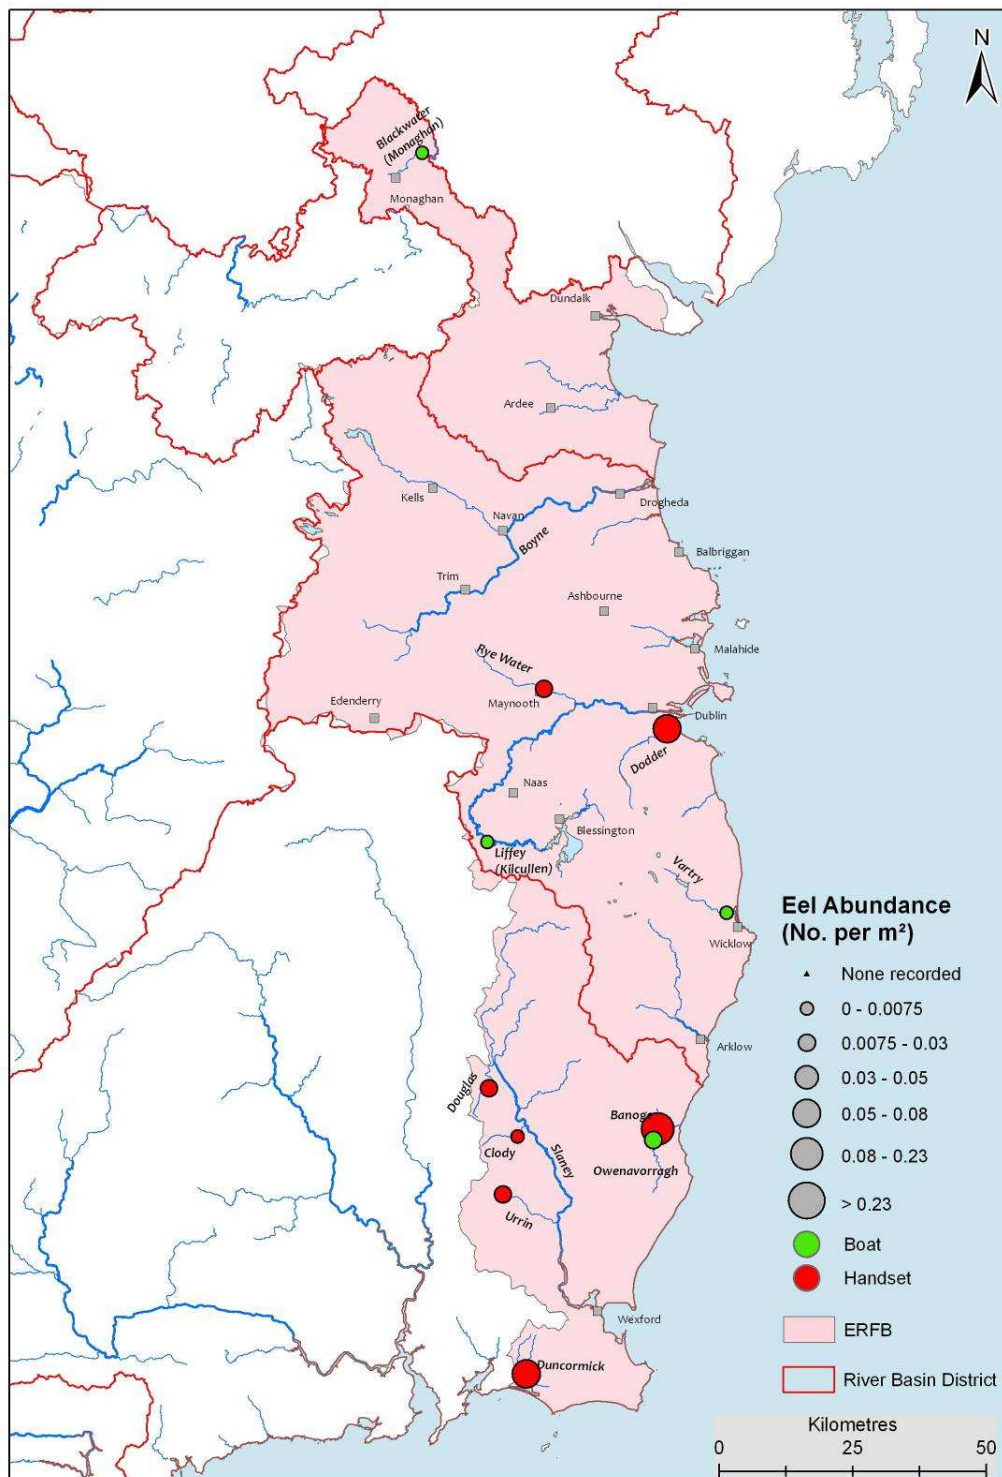 N
Blackwater
(Monaghan)
Monaghan
Dundalk
Ardee
Kells
Navan
Drogheda
Boyne
Balbriggan
Trim
Ashbourne
Rye Water
Malahide
Maynooth
Edenderry
Dublin
Dodder
Naas
Blessington
Liffey
(Kilcullen)
Vartry
Wicklow
Arklow
Douglas
Banoge
Clody
Slaney
Owenavorragh
Urrin
Wexford
Duncormick
Eel Abundance
(No. per m²)
None recorded
0 - 0.0075
0.0075 - 0.03
0.03 - 0.05
0.05 - 0.08
0.08 - 0.23
> 0.23
Boat
Handset
ERFB
River Basin District
Kilometres
0 25 50